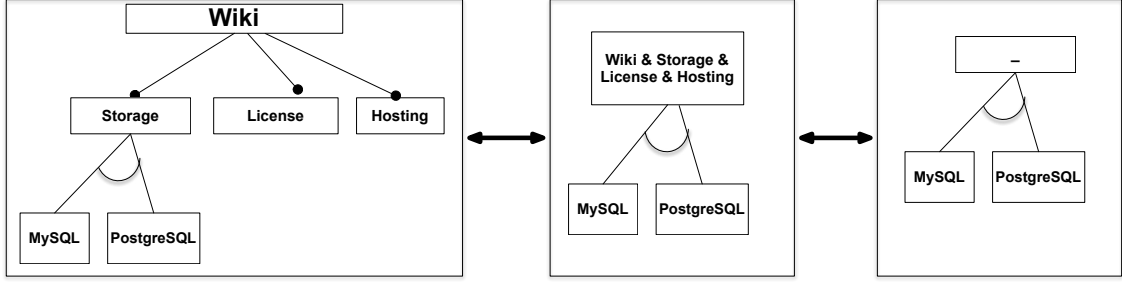 Wiki
Storage
License
Hosting
MySQL
PostgreSQL
Wiki & Storage &
License & Hosting
MySQL
PostgreSQL
_
MySQL
PostgreSQL